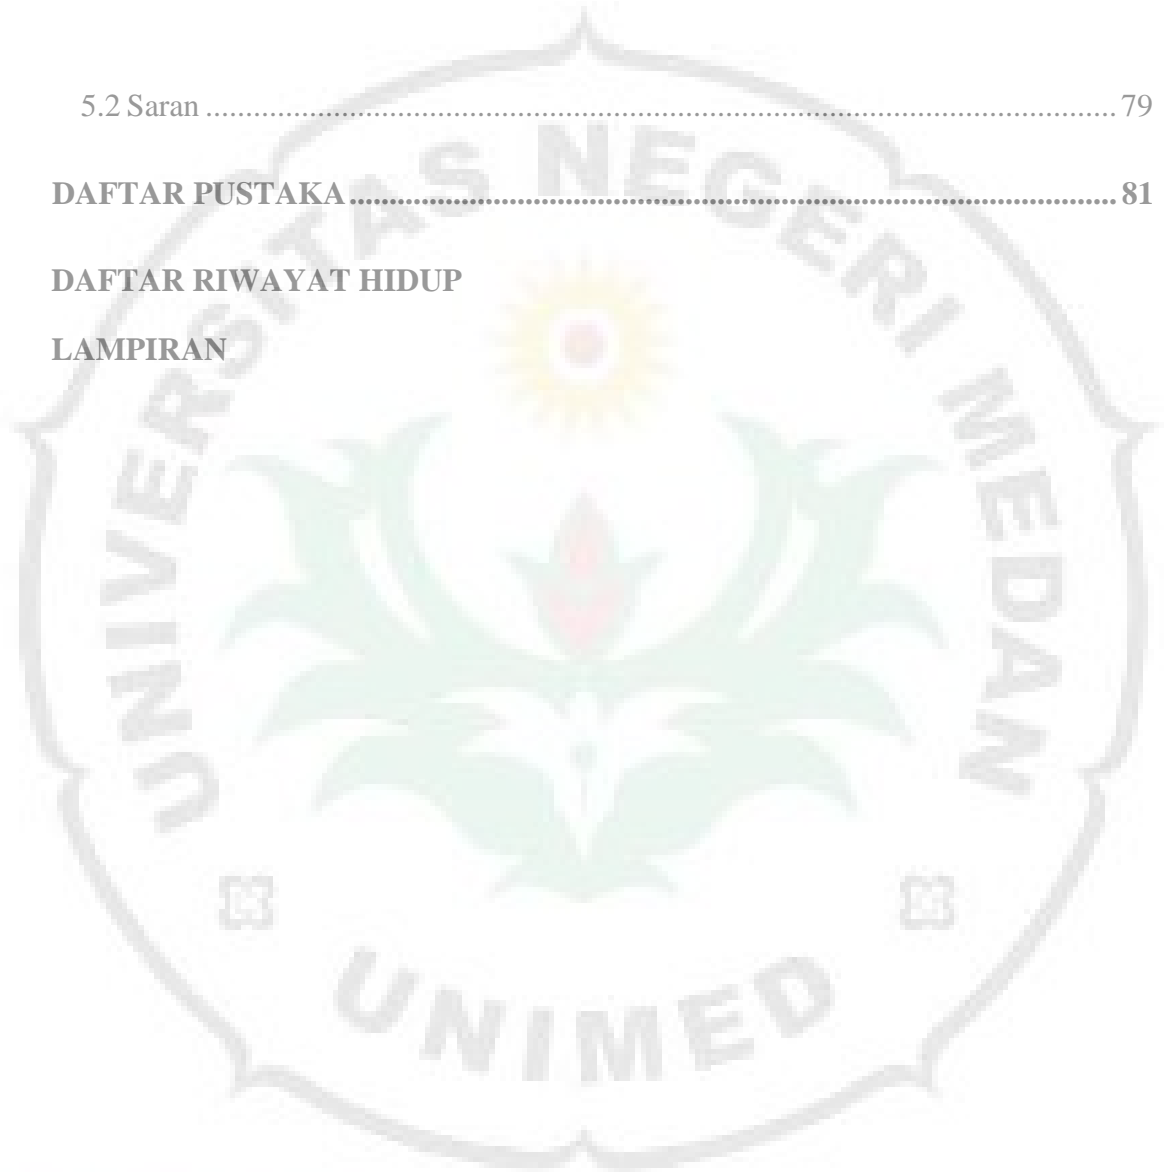 5.2 Saran ........................................................................................................................ 79
DAFTAR PUSTAKA ................................................................................................ 81
DAFTAR RIWAYAT HIDUP
LAMPIRAN
UNIVERSITAS NEGERI MEDAN
UNIMED